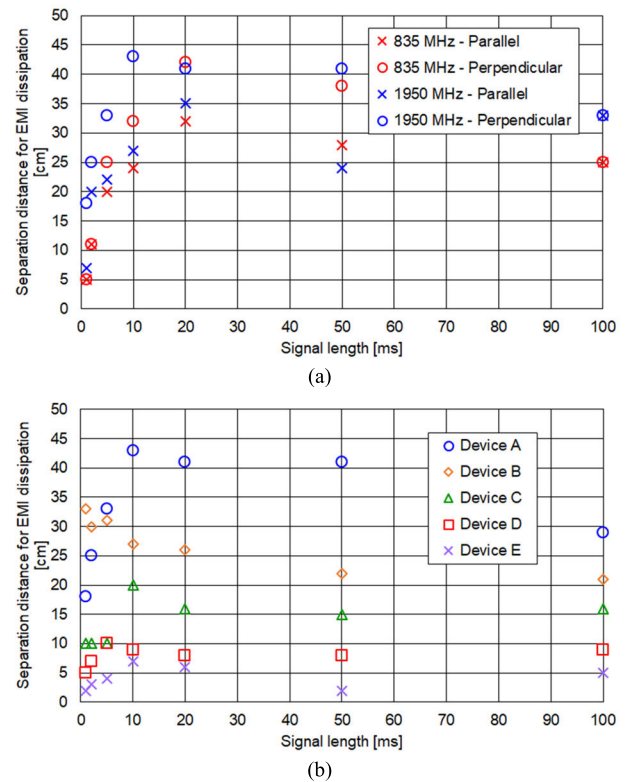 50
45
40
35
30
25
20
15
10
5
0
Separation distance for EMI dissipation
[cm]
835 MHz - Parallel
835 MHz - Perpendicular
1950 MHz - Parallel
1950 MHz - Perpendicular
0 10 20 30 40 50 60 70 80 90 100
Signal length [ms]
(a)
50
45
40
35
30
25
20
15
10
5
0
Separation distance for EMI dissipation
[cm]
Device A
Device B
Device C
Device D
Device E
0 10 20 30 40 50 60 70 80 90 100
Signal length [ms]
(b)